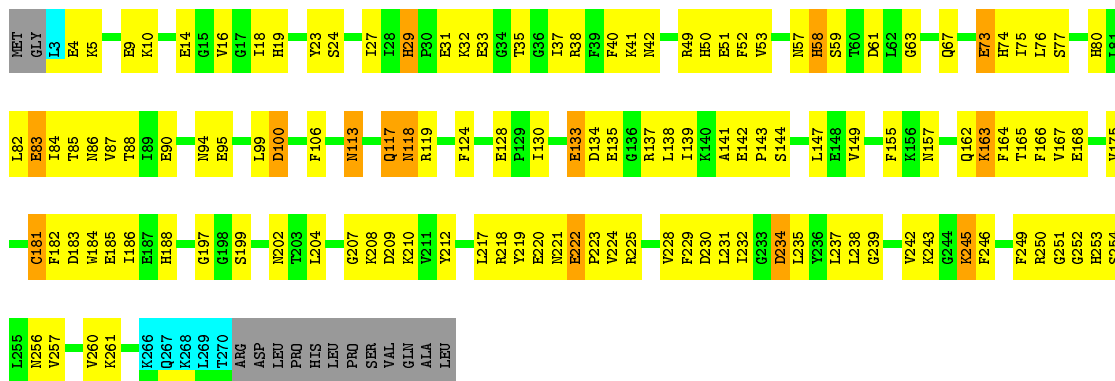 MET GLY L3 E4 K5 E9 K10 E14 G15 V16 G17 I18 H19 Y23 S24 I27 I28 H29 P30 E31 K32 E33 G34 T35 G36 I37 R38 F39 F40 K41 N42 R49 H50 E51 F52 V53 N57 H58 S59 T60 D61 L62 G63 Q67 E73 H74 I75 L76 S77 H80 L81
L82 E83 I84 T85 N86 V87 T88 I89 E90 N94 E95 L99 D100 F106 N113 Q117 N118 R119 F124 E128 P129 I130 E133 D134 E135 G136 R137 L138 I139 K140 A141 E142 P143 S144 L147 E148 V149 F155 K156 N157 Q162 K163 F164 T165 F166 V167 E168 V175
C181 F182 D183 W184 E185 I186 E187 H188 G197 G198 S199 N202 T203 L204 G207 K208 D209 K210 V211 Y212 L217 R218 Y219 E220 N221 E222 P223 V224 R225 V228 F229 D230 L231 I232 G233 D234 L235 Y236 L237 L238 G239 V242 K243 G244 K245 F246 F249 R250 G251 G252 H253 S254
L255 N256 V257 V260 K261 K266 Q267 K268 L269 T270 ARG ASP LEU PRO HIS LEU PRO SER VAL GLN ALA LEU